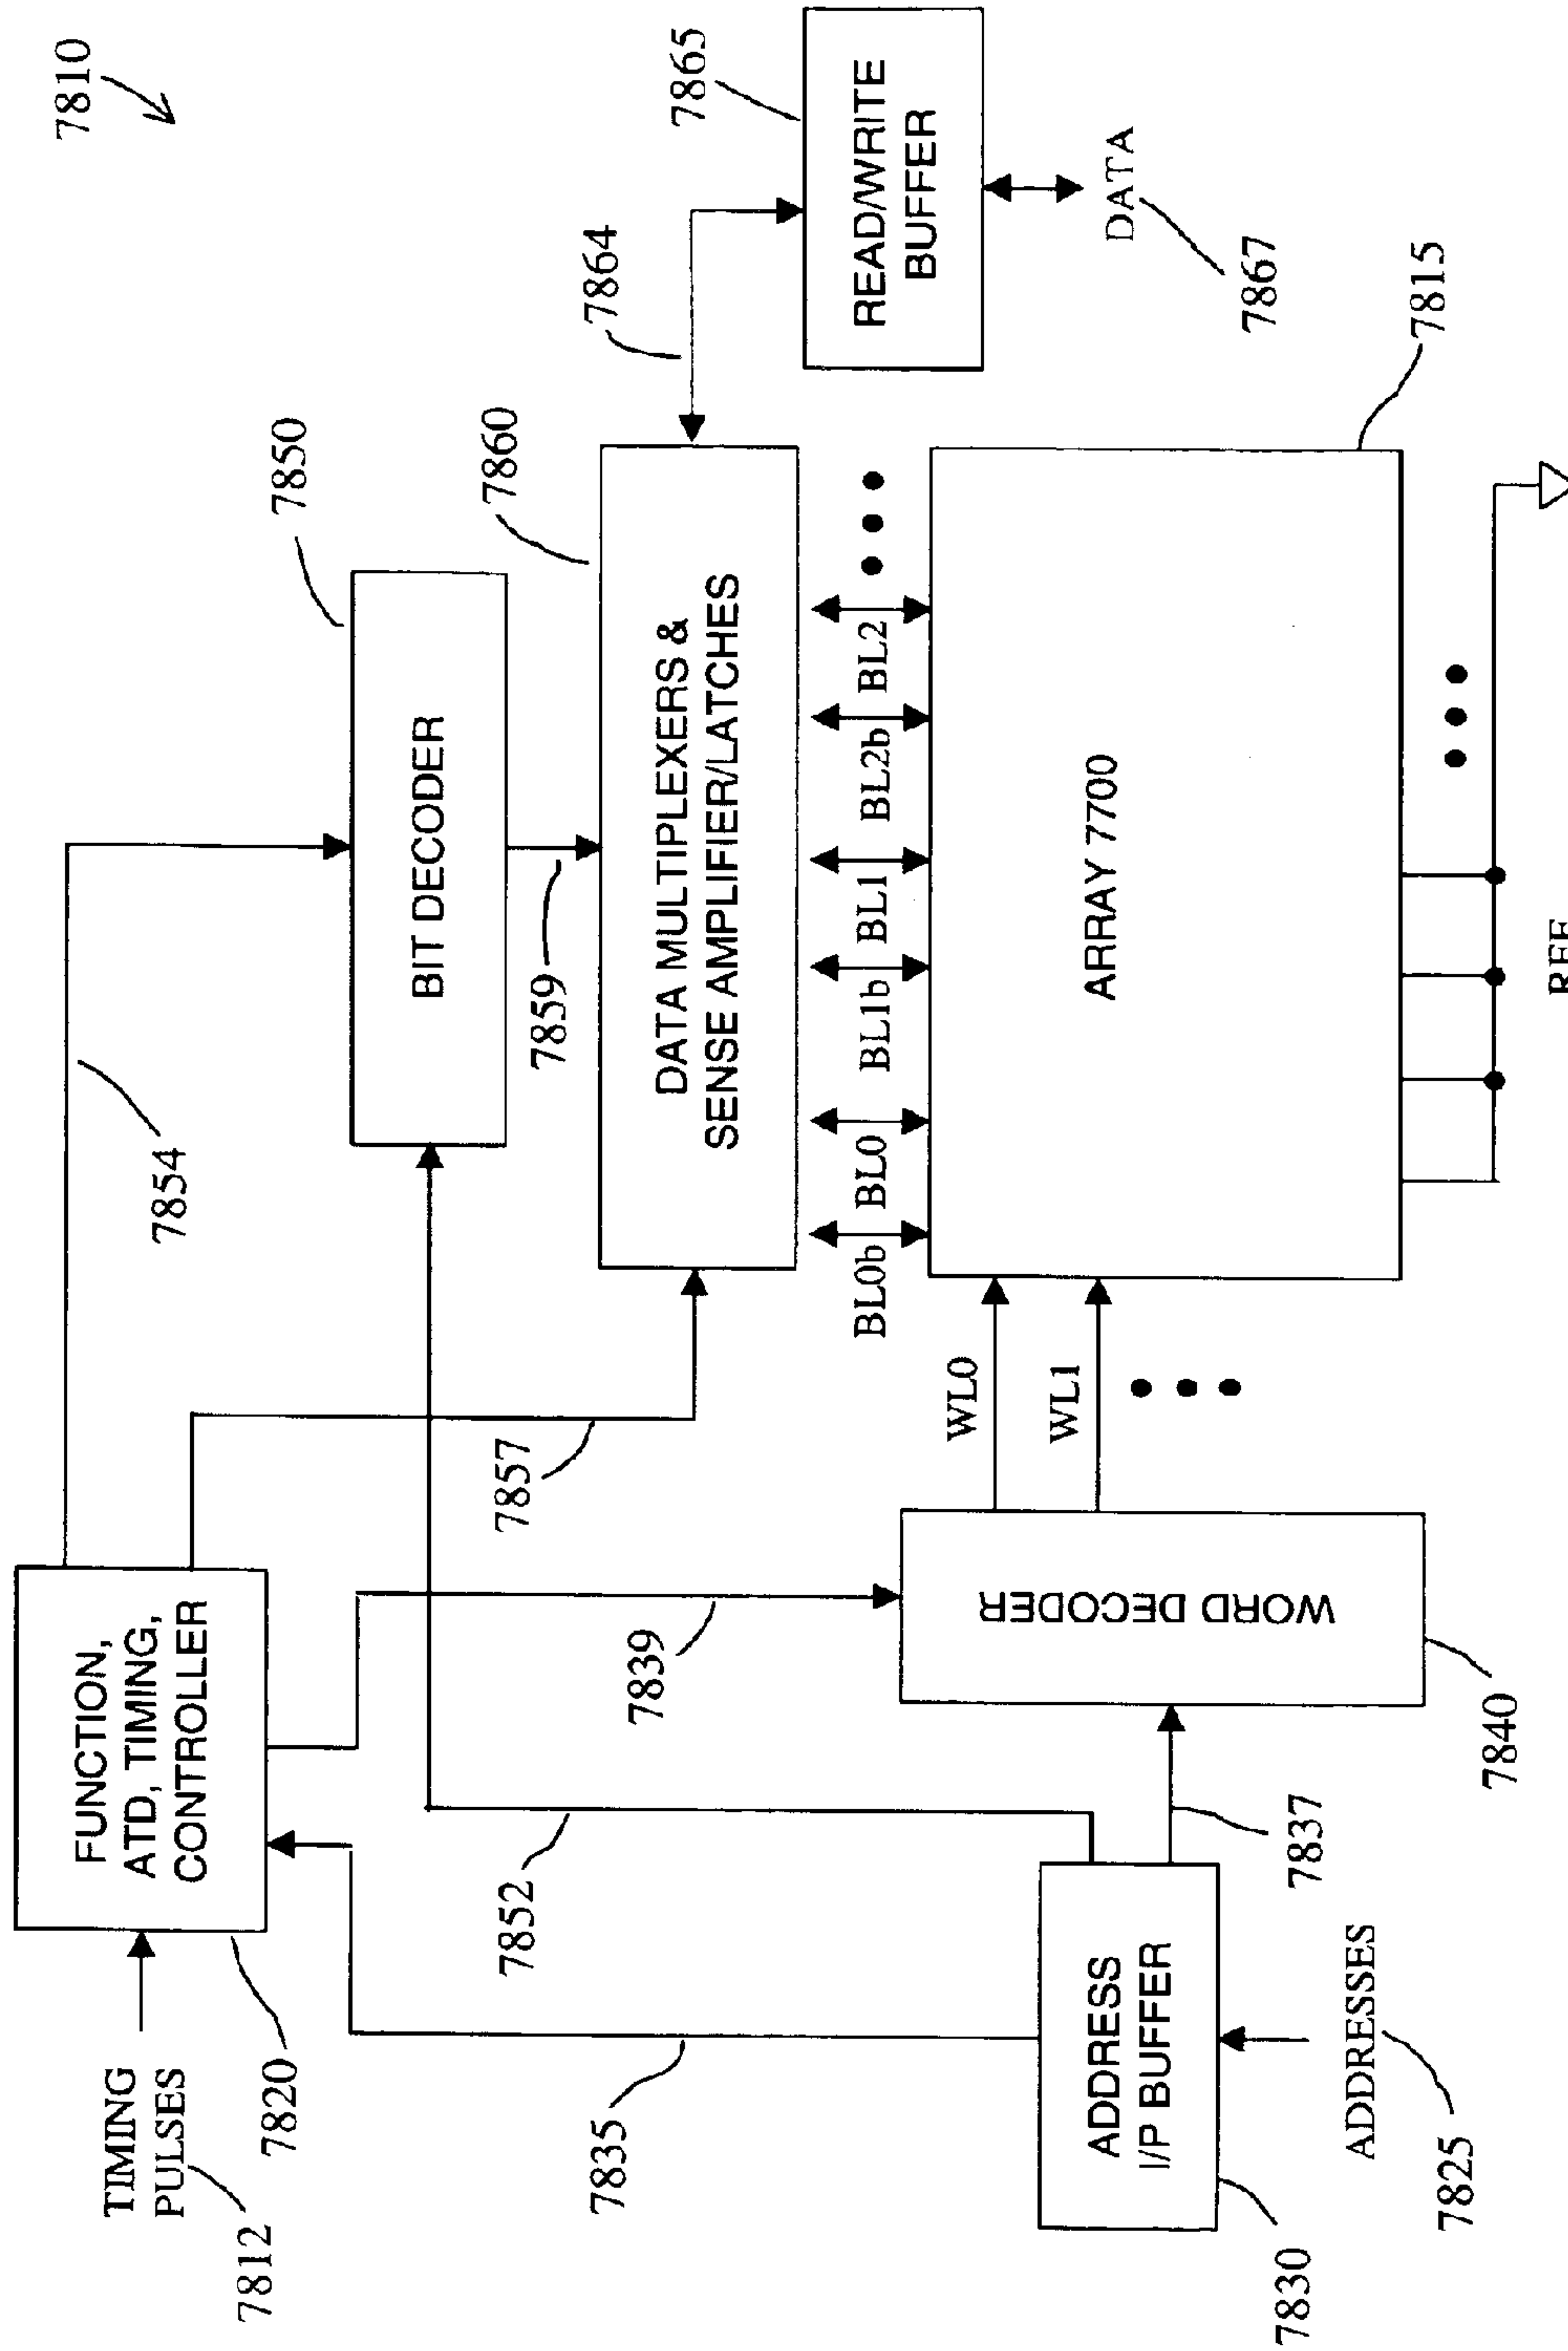 7810
TIMING
PULSES
7812
7820
FUNCTION,
ATD, TIMING,
CONTROLLER
7854
7850
BIT DECODER
7859
7857
7852
7835
7839
7860
DATA MULTIPLEXERS &
SENSE AMPLIFIER/LATCHES
7864
7865
READ/WRITE
BUFFER
DATA
7867
BL0b
BL0
BL1b
BL1
BL2b
BL2
WL0
WL1
WORD DECODER
7840
ARRAY 7700
7815
ADDRESS
I/P BUFFER
7830
7837
ADDRESSES
7825